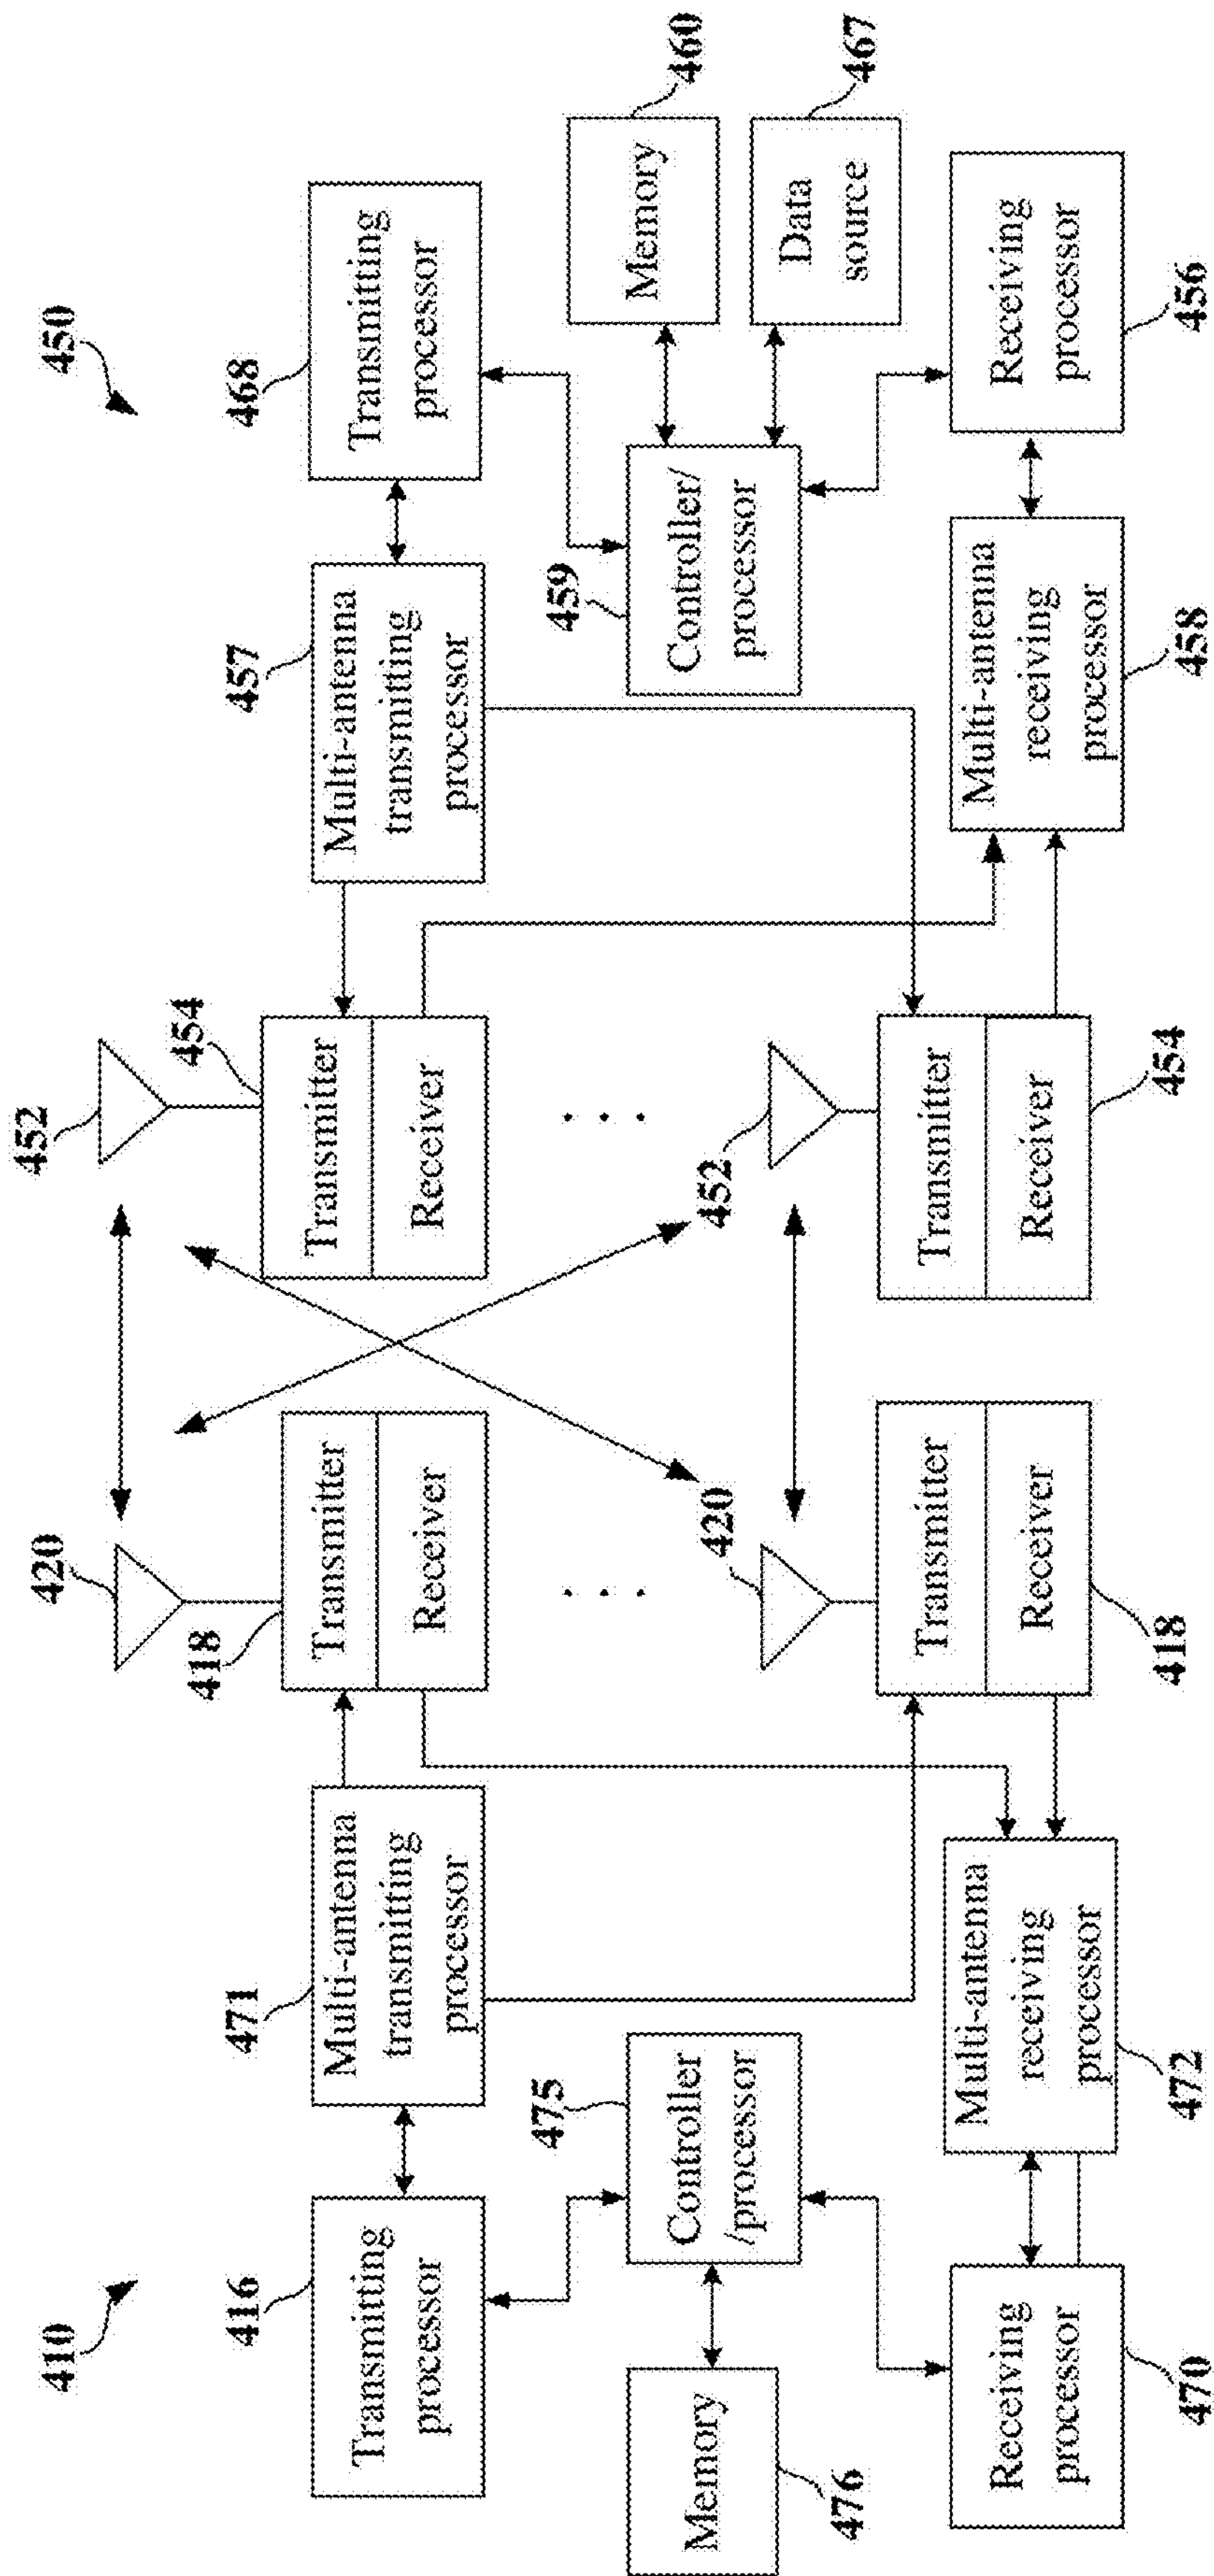 410
450
416
Transmitting
processor
471
Multi-antenna
transmitting
processor
420
418
Transmitter
Receiver
452
454
Transmitter
Receiver
457
Multi-antenna
transmitting
processor
468
Transmitting
processor
Memory
476
475
Controller
/processor
. . .
. . .
459
Controller/
processor
Memory
460
Data
source
467
Receiving
processor
470
Multi-antenna
receiving
processor
472
420
Transmitter
Receiver
418
452
Transmitter
Receiver
454
Multi-antenna
receiving
processor
458
Receiving
processor
456